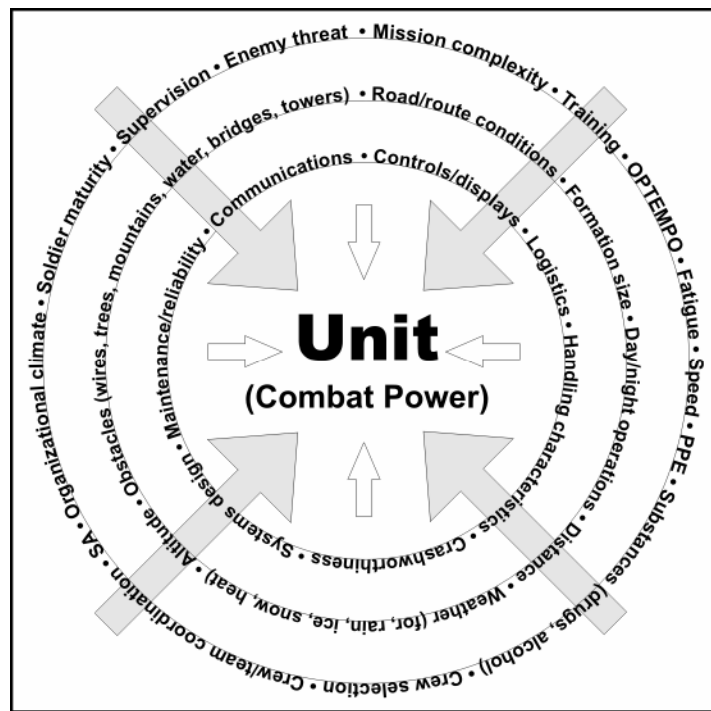 • Mission complexity • Training • OPTEMPO • Fatigue • Speed • PPE • Substances (drugs, alcohol) • Crew selection • Crew/team coordination • SA • Organizational climate • Soldier maturity • Supervision • Enemy threat
• Road/route conditions • Formation size • Day/night operations • Distance • Weather (for, rain, ice, snow, heat) • Altitude • Obstacles (wires, trees, mountains, water, bridges, towers)
• Controls/displays • Logistics • Handling characteristics • Crashworthiness • Systems design • Maintenance/reliability • Communications
Unit
(Combat Power)